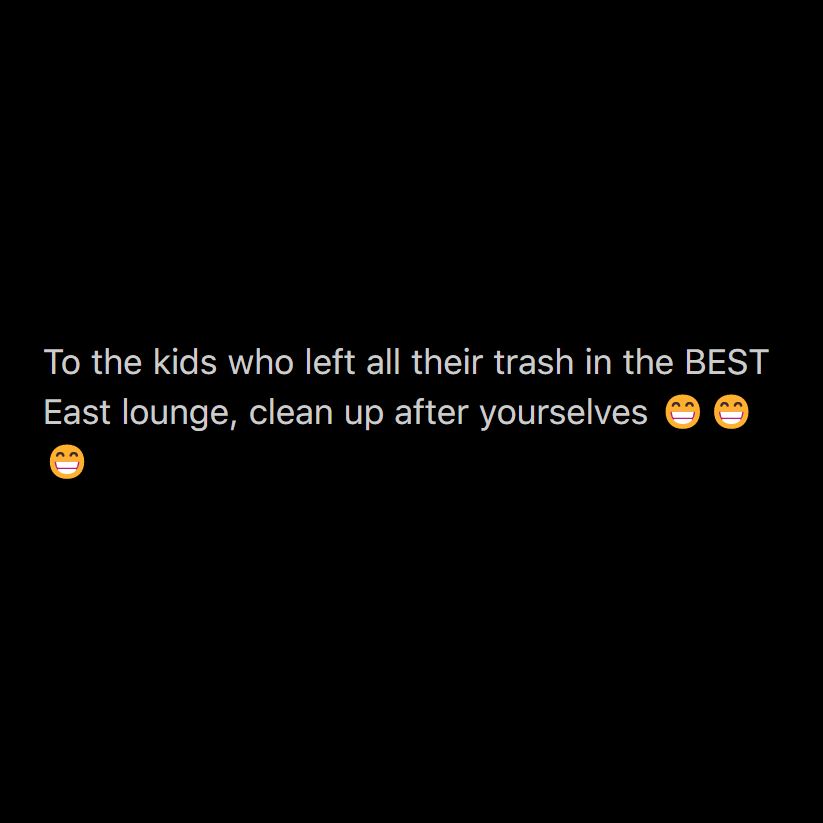 To the kids who left all their trash in the BEST
East lounge, clean up after yourselves 😁😁
😁